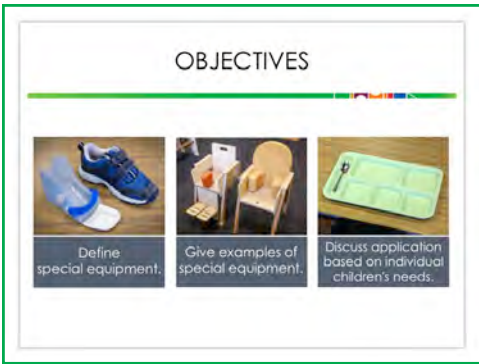 OBJECTIVES
Define
special equipment.
Give examples of
special equipment.
Discuss application
based on individual
children's needs.